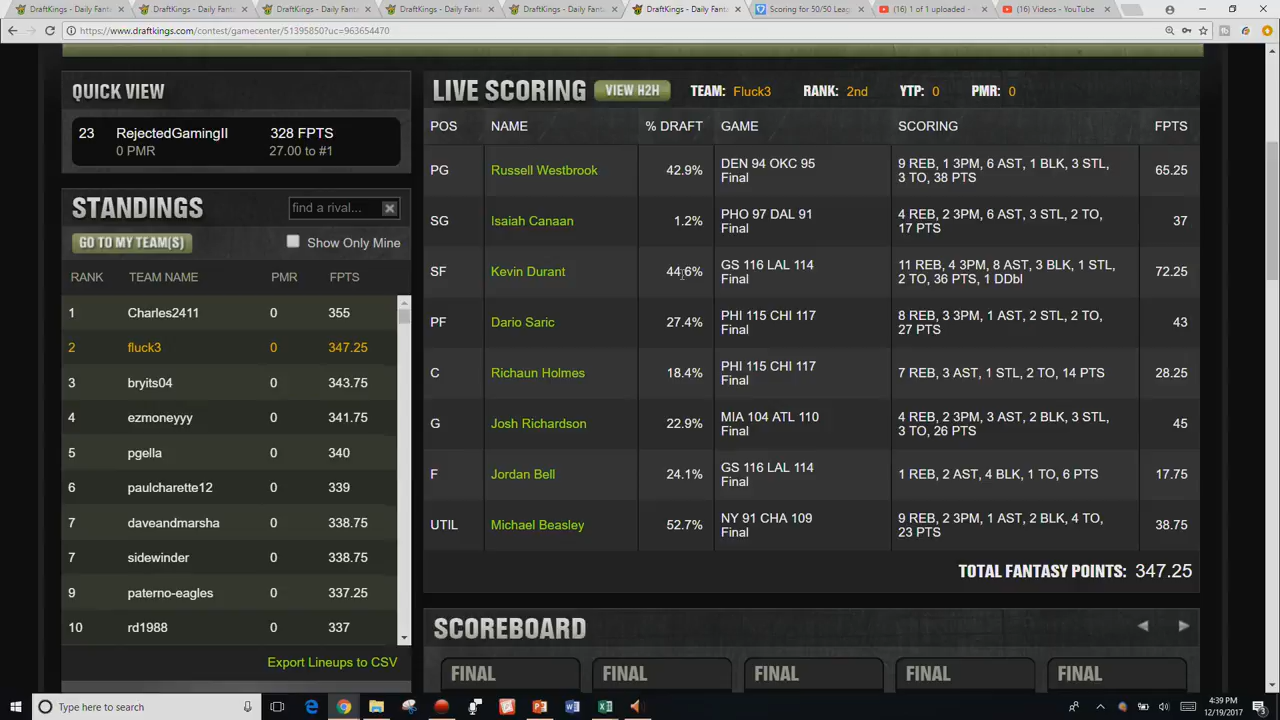 DraftKings - Daily Fanta
DraftKings - Daily Fanta
DraftKings - Daily Fanta
DraftKings - Daily Fanta
DraftKings - Daily Fanta
DraftKings - Daily Fanta
Scoring for 50/50 Leag
(16) 1 of 1 uploaded -
(16) Videos - YouTube
https://www.draftkings.com/contest/gamecenter/51395850?uc=963654470
QUICK VIEW
23 RejectedGamingII 328 FPTS
0 PMR 27.00 to #1
STANDINGS
find a rival...
GO TO MY TEAM(S)
Show Only Mine
RANK TEAM NAME PMR FPTS
1 Charles2411 0 355
2 fluck3 0 347.25
3 bryits04 0 343.75
4 ezmoneyyy 0 341.75
5 pgella 0 340
6 paulcharette12 0 339
7 daveandmarsha 0 338.75
7 sidewinder 0 338.75
9 paterno-eagles 0 337.25
10 rd1988 0 337
Export Lineups to CSV
LIVE SCORING VIEW H2H TEAM: Fluck3 RANK: 2nd YTP: 0 PMR: 0
POS NAME % DRAFT GAME SCORING FPTS
PG Russell Westbrook 42.9% DEN 94 OKC 95 Final 9 REB, 1 3PM, 6 AST, 1 BLK, 3 STL, 3 TO, 38 PTS 65.25
SG Isaiah Canaan 1.2% PHO 97 DAL 91 Final 4 REB, 2 3PM, 6 AST, 3 STL, 2 TO, 17 PTS 37
SF Kevin Durant 44.6% GS 116 LAL 114 Final 11 REB, 4 3PM, 8 AST, 3 BLK, 1 STL, 2 TO, 36 PTS, 1 DDbl 72.25
PF Dario Saric 27.4% PHI 115 CHI 117 Final 8 REB, 3 3PM, 1 AST, 2 STL, 2 TO, 27 PTS 43
C Richaun Holmes 18.4% PHI 115 CHI 117 Final 7 REB, 3 AST, 1 STL, 2 TO, 14 PTS 28.25
G Josh Richardson 22.9% MIA 104 ATL 110 Final 4 REB, 2 3PM, 3 AST, 2 BLK, 3 STL, 3 TO, 26 PTS 45
F Jordan Bell 24.1% GS 116 LAL 114 Final 1 REB, 2 AST, 4 BLK, 1 TO, 6 PTS 17.75
UTIL Michael Beasley 52.7% NY 91 CHA 109 Final 9 REB, 2 3PM, 1 AST, 2 BLK, 4 TO, 23 PTS 38.75
TOTAL FANTASY POINTS: 347.25
SCOREBOARD
FINAL FINAL FINAL FINAL FINAL
Type here to search
4:39 PM
12/19/2017